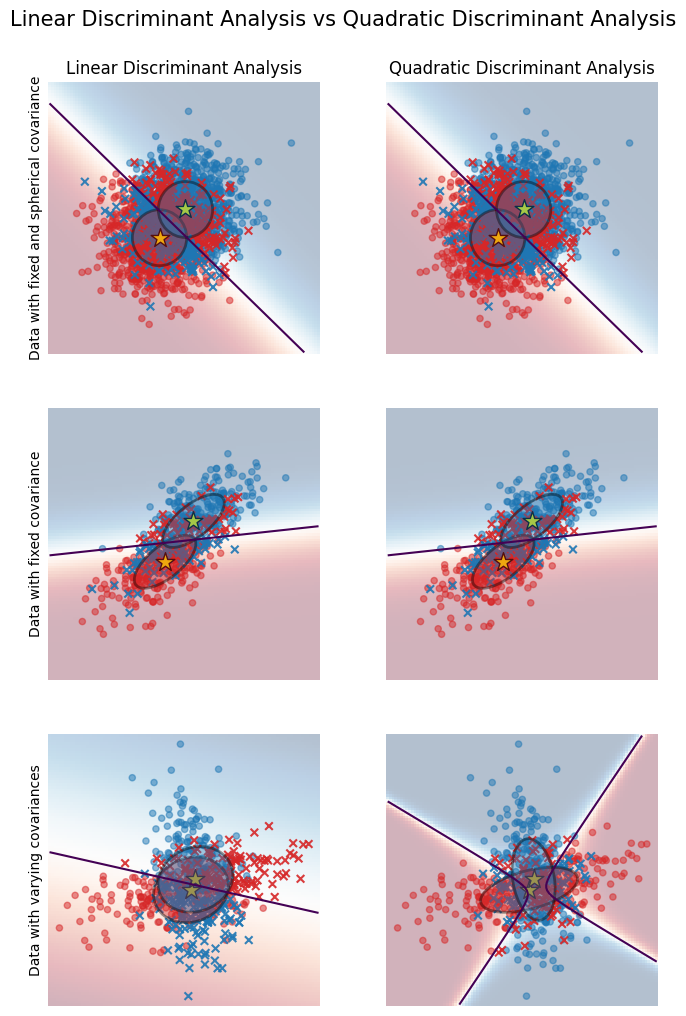 Linear Discriminant Analysis vs Quadratic Discriminant Analysis
Linear Discriminant Analysis
Quadratic Discriminant Analysis
Data with fixed and spherical covariance
Data with fixed covariance
Data with varying covariances